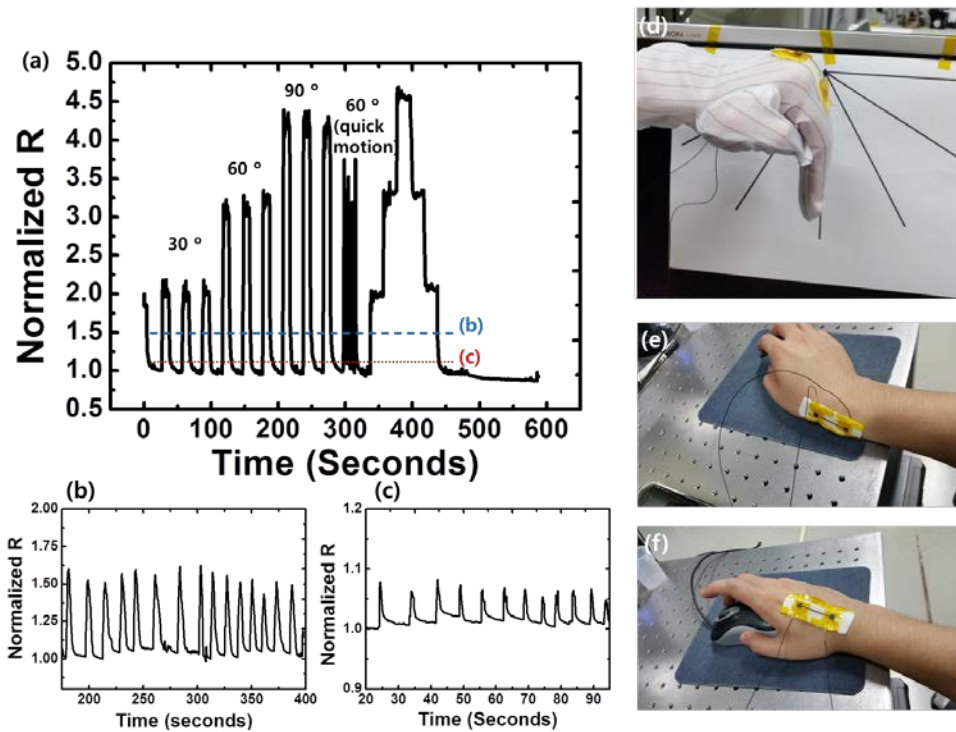 (a)
5.0
4.5
4.0
3.5
3.0
2.5
2.0
1.5
1.0
0.5
Normalized R
30 °
60 °
90 °
60 °
(quick
motion)
(b)
(c)
0 100 200 300 400 500 600
Time (Seconds)
(b)
2.00
1.75
1.50
1.25
1.00
Normalized R
200 250 300 350 400
Time (seconds)
(c)
1.2
1.1
1.0
0.9
Normalized R
20 30 40 50 60 70 80 90
Time (Seconds)
(d)
(e)
(f)